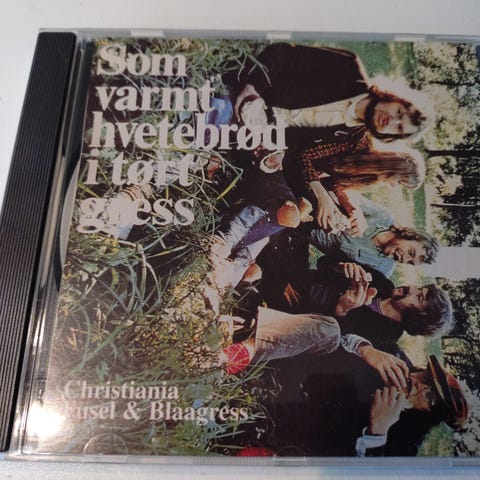 Som
varmt
hvetebrød
i tørt
gress
Christiania
Fusel & Blaagress